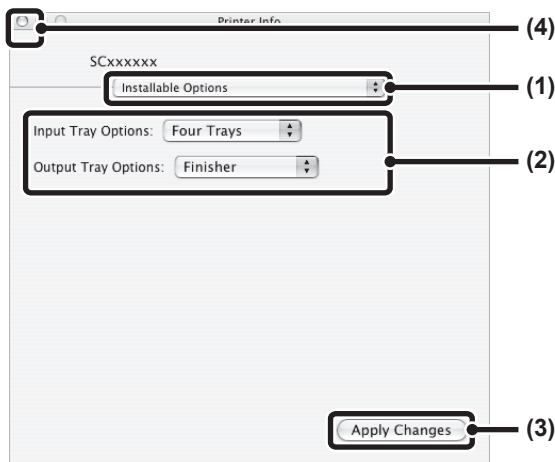 Printer Info
(4)
SCxxxxxx
Installable Options
(1)
Input Tray Options: Four Trays
Output Tray Options: Finisher
(2)
Apply Changes
(3)